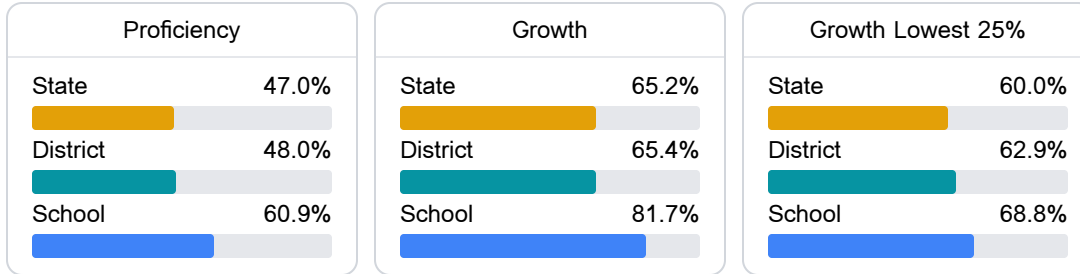 Proficiency
State 47.0%
District 48.0%
School 60.9%
Growth
State 65.2%
District 65.4%
School 81.7%
Growth Lowest 25%
State 60.0%
District 62.9%
School 68.8%